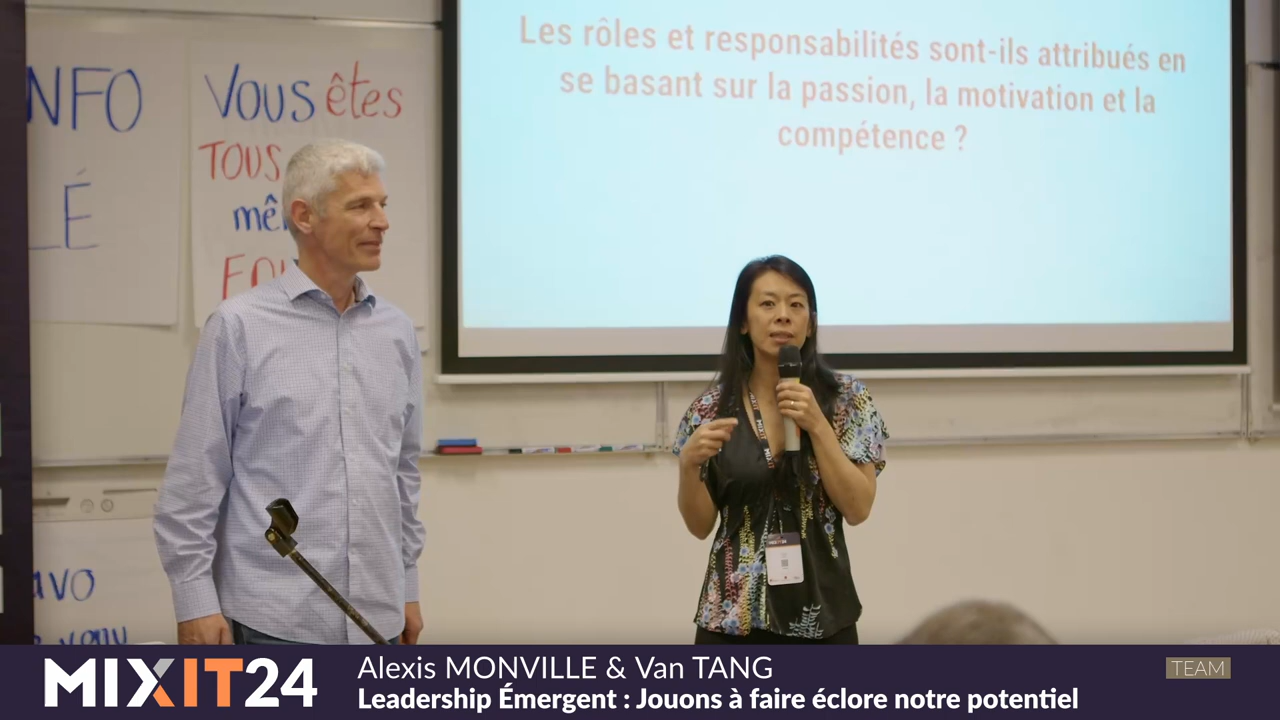 NFO
LÉ
Vous êtes
TOUS
Les rôles et responsabilités sont-ils attribués en
se basant sur la passion, la motivation et la
compétence ?
MIXIT24
Alexis MONVILLE & Van TANG
Leadership Émergent : Jouons à faire éclore notre potentiel
TEAM